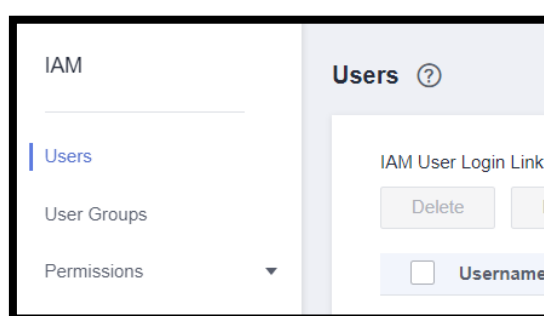 IAM
Users
User Groups
Permissions
Users ?
IAM User Login Link
Delete
Username